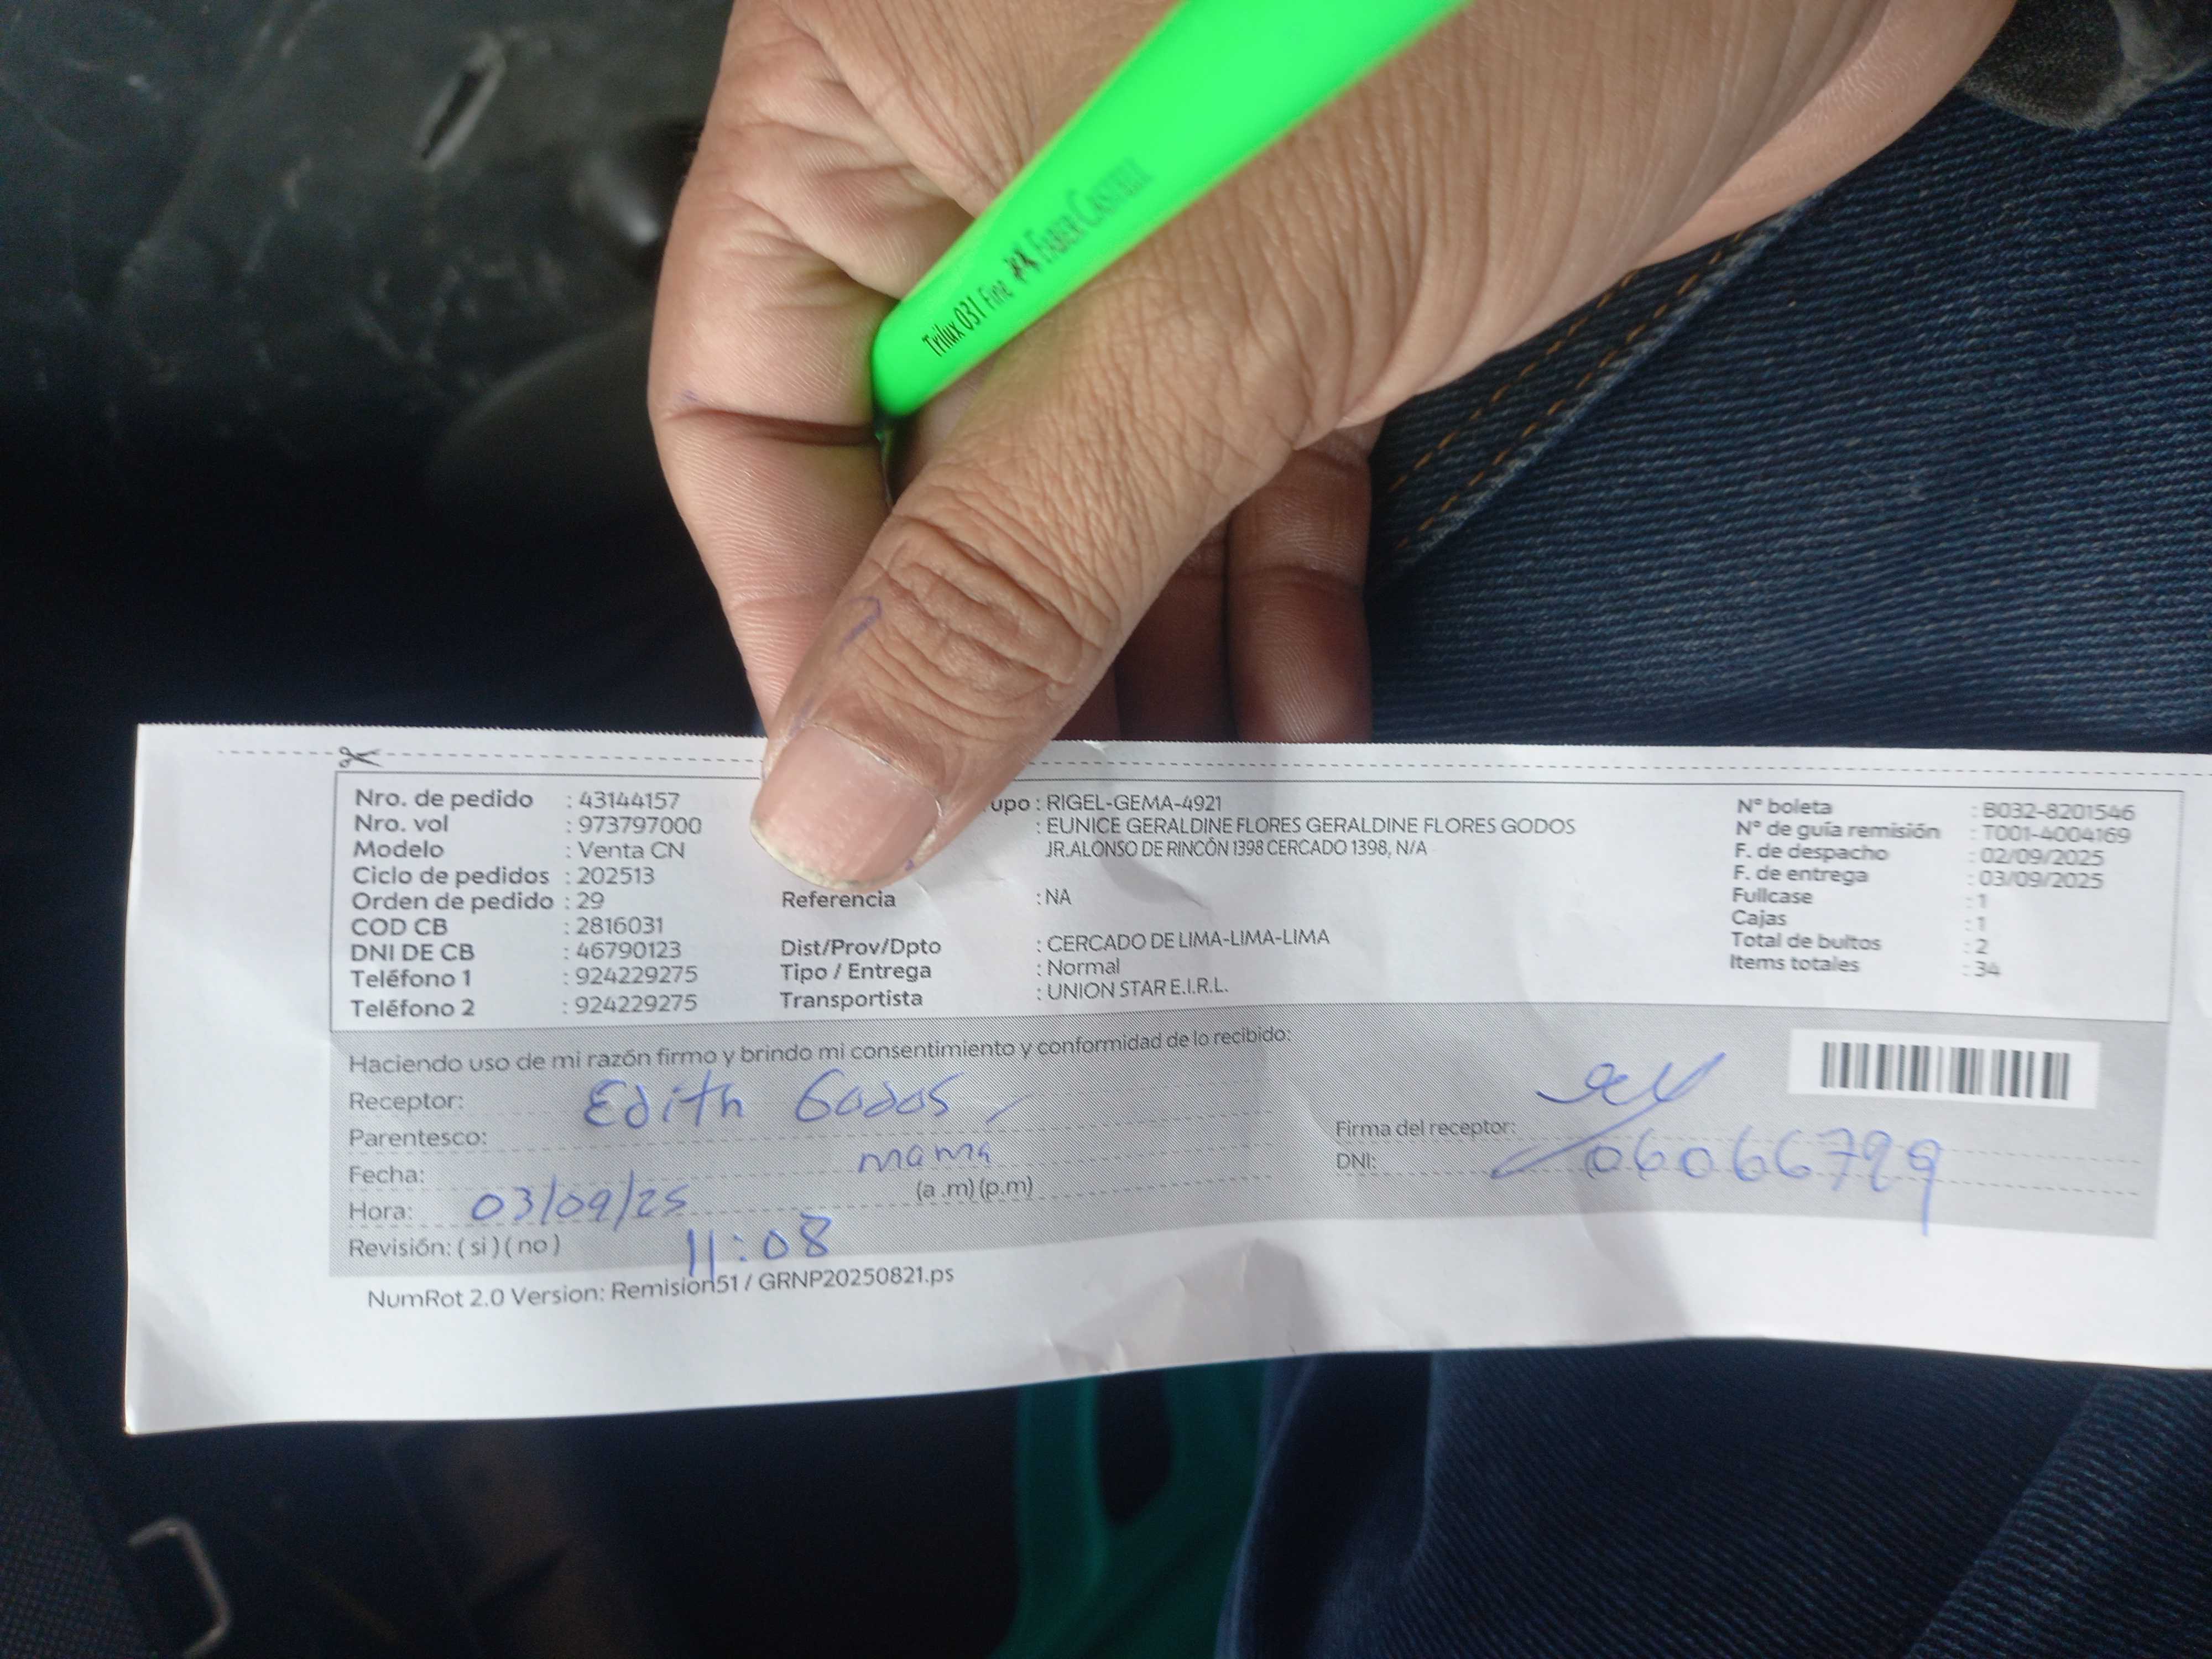 Trilux 031 Fine FABER-CASTELL
Nro. de pedido : 43144157
Nro. vol : 973797000
Modelo : Venta CN
Ciclo de pedidos : 202513
Orden de pedido : 29
COD CB : 2816031
DNI DE CB : 46790123
Teléfono 1 : 924229275
Teléfono 2 : 924229275
upo : RIGEL-GEMA-4921
: EUNICE GERALDINE FLORES GERALDINE FLORES GODOS
JR.ALONSO DE RINCÓN 1398 CERCADO 1398, N/A
Referencia : NA
Dist/Prov/Dpto : CERCADO DE LIMA-LIMA-LIMA
Tipo / Entrega : Normal
Transportista : UNION STAR E.I.R.L.
N° boleta : B032-8201546
N° de guía remisión : T001-4004169
F. de despacho : 02/09/2025
F. de entrega : 03/09/2025
Fullcase : 1
Cajas : 1
Total de bultos : 2
Items totales : 34
Haciendo uso de mi razón firmo y brindo mi consentimiento y conformidad de lo recibido:
Receptor: Edith Godos
Parentesco: mamá
Fecha: 03/09/25
Hora: 11:08 (a .m) (p.m)
Revisión: ( si ) ( no )
Firma del receptor:
DNI: 06066799
NumRot 2.0 Version: Remision51 / GRNP20250821.ps